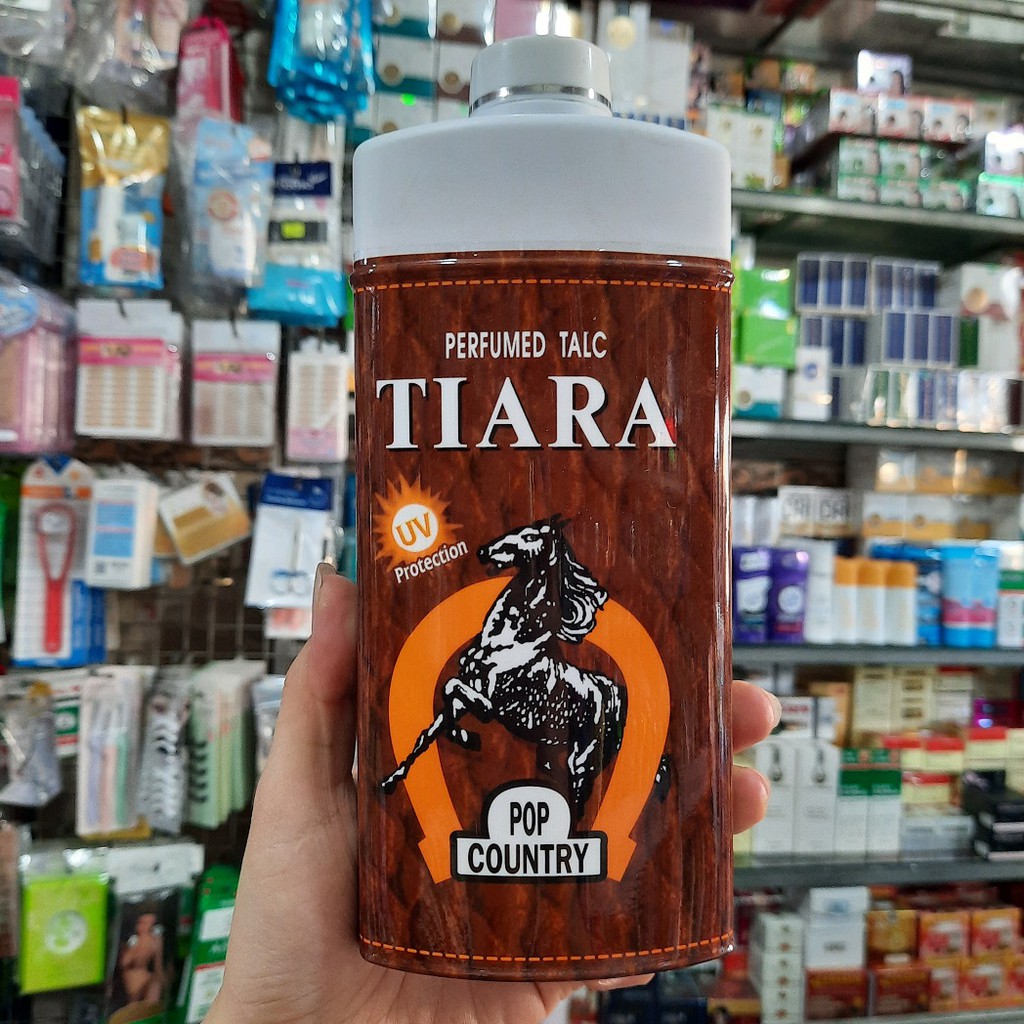 PERFUMED TALC
TIARA
UV
Protection
POP
COUNTRY